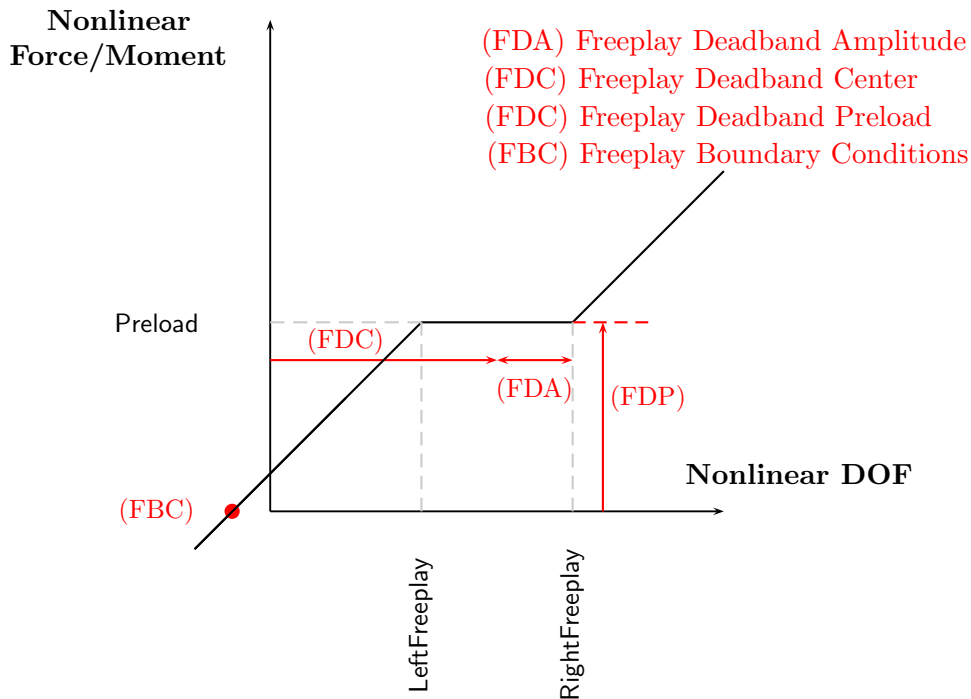 Nonlinear
Force/Moment
(FDA) Freeplay Deadband Amplitude
(FDC) Freeplay Deadband Center
(FDC) Freeplay Deadband Preload
(FBC) Freeplay Boundary Conditions
Preload
(FDC)
(FDA)
(FDP)
Nonlinear DOF
(FBC)
LeftFreeplay
RightFreeplay